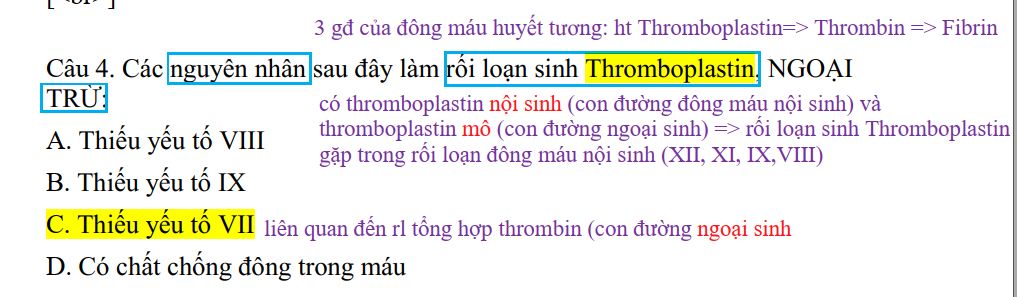 3 gđ của đông máu huyết tương: ht Thromboplastin=> Thrombin => Fibrin
Câu 4. Các nguyên nhân sau đây làm rối loạn sinh Thromboplastin, NGOẠI
TRỪ:
có thromboplastin nội sinh (con đường đông máu nội sinh) và
thromboplastin mô (con đường ngoại sinh) => rối loạn sinh Thromboplastin
gặp trong rối loạn đông máu nội sinh (XII, XI, IX,VIII)
A. Thiếu yếu tố VIII
B. Thiếu yếu tố IX
C. Thiếu yếu tố VII liên quan đến rl tổng hợp thrombin (con đường ngoại sinh
D. Có chất chống đông trong máu